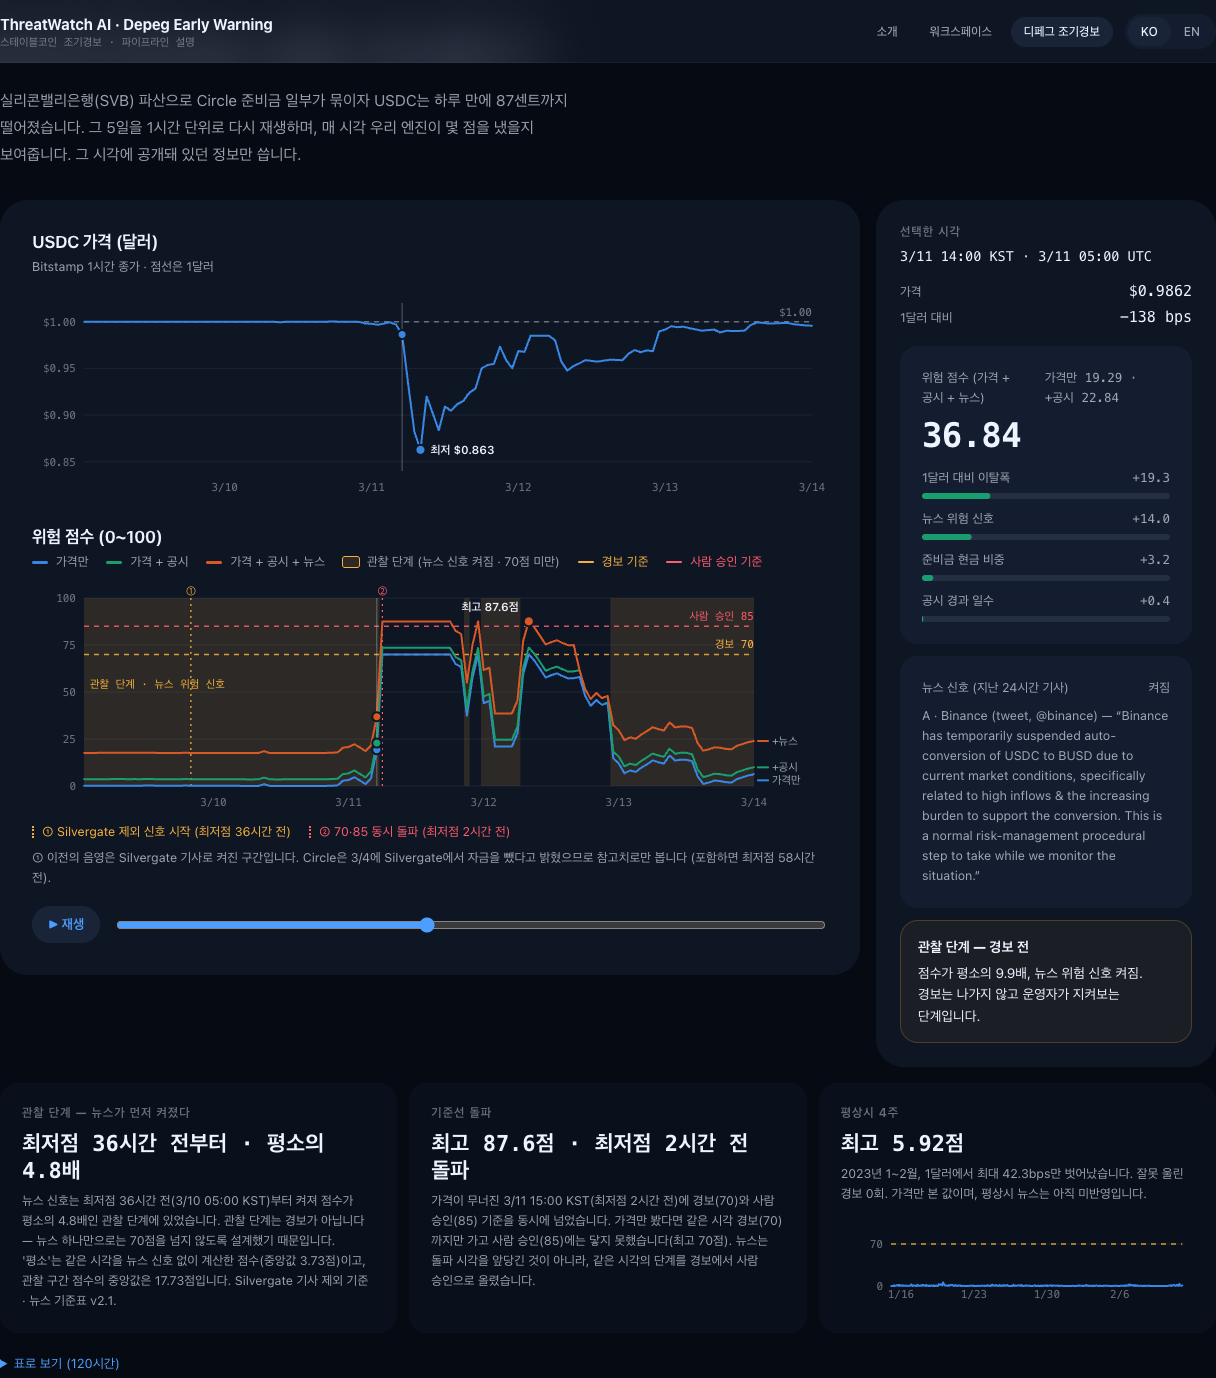 ThreatWatch AI · Depeg Early Warning
스테이블코인 조기경보 · 파이프라인 설명
소개
워크스페이스
디페그 조기경보
KO
EN
실리콘밸리은행(SVB) 파산으로 Circle 준비금 일부가 묶이자 USDC는 하루 만에 87센트까지
떨어졌습니다. 그 5일을 1시간 단위로 다시 재생하며, 매 시각 우리 엔진이 몇 점을 냈을지
보여줍니다. 그 시각에 공개돼 있던 정보만 씁니다.
USDC 가격 (달러)
Bitstamp 1시간 종가 · 점선은 1달러
$1.00
$1.00
$0.95
$0.90
최저 $0.863
$0.85
3/10
3/11
3/12
3/13
3/14
위험 점수 (0~100)
가격만
가격 + 공시
가격 + 공시 + 뉴스
관찰 단계 (뉴스 신호 켜짐 · 70점 미만)
경보 기준
사람 승인 기준
①
②
100
최고 87.6점
사람 승인 85
75
경보 70
관찰 단계 · 뉴스 위험 신호
50
25
+뉴스
+공시
가격만
0
3/10
3/11
3/12
3/13
3/14
① Silvergate 제외 신호 시작 (최저점 36시간 전)
② 70·85 동시 돌파 (최저점 2시간 전)
① 이전의 음영은 Silvergate 기사로 켜진 구간입니다. Circle은 3/4에 Silvergate에서 자금을 뺐다고 밝혔으므로 참고치로만 봅니다 (포함하면 최저점 58시간
전).
▶ 재생
선택한 시각
3/11 14:00 KST · 3/11 05:00 UTC
가격
$0.9862
1달러 대비
−138 bps
위험 점수 (가격 +
공시 + 뉴스)
가격만 19.29 ·
+공시 22.84
36.84
1달러 대비 이탈폭
+19.3
뉴스 위험 신호
+14.0
준비금 현금 비중
+3.2
공시 경과 일수
+0.4
뉴스 신호 (지난 24시간 기사)
켜짐
A · Binance (tweet, @binance) — “Binance
has temporarily suspended auto-
conversion of USDC to BUSD due to
current market conditions, specifically
related to high inflows & the increasing
burden to support the conversion. This is
a normal risk-management procedural
step to take while we monitor the
situation.”
관찰 단계 — 경보 전
점수가 평소의 9.9배, 뉴스 위험 신호 켜짐.
경보는 나가지 않고 운영자가 지켜보는
단계입니다.
관찰 단계 — 뉴스가 먼저 켜졌다
최저점 36시간 전부터 · 평소의
4.8배
뉴스 신호는 최저점 36시간 전(3/10 05:00 KST)부터 켜져 점수가
평소의 4.8배인 관찰 단계에 있었습니다. 관찰 단계는 경보가 아닙니다
— 뉴스 하나만으로는 70점을 넘지 않도록 설계했기 때문입니다.
'평소'는 같은 시각을 뉴스 신호 없이 계산한 점수(중앙값 3.73점)이고,
관찰 구간 점수의 중앙값은 17.73점입니다. Silvergate 기사 제외 기준
· 뉴스 기준표 v2.1.
기준선 돌파
최고 87.6점 · 최저점 2시간 전
돌파
가격이 무너진 3/11 15:00 KST(최저점 2시간 전)에 경보(70)와 사람
승인(85) 기준을 동시에 넘었습니다. 가격만 봤다면 같은 시각 경보(70)
까지만 가고 사람 승인(85)에는 닿지 못했습니다(최고 70점). 뉴스는
돌파 시각을 앞당긴 것이 아니라, 같은 시각의 단계를 경보에서 사람
승인으로 올렸습니다.
평상시 4주
최고 5.92점
2023년 1~2월, 1달러에서 최대 42.3bps만 벗어났습니다. 잘못 울린
경보 0회. 가격만 본 값이며, 평상시 뉴스는 아직 미반영입니다.
70
0
1/16
1/23
1/30
2/6
▶ 표로 보기 (120시간)